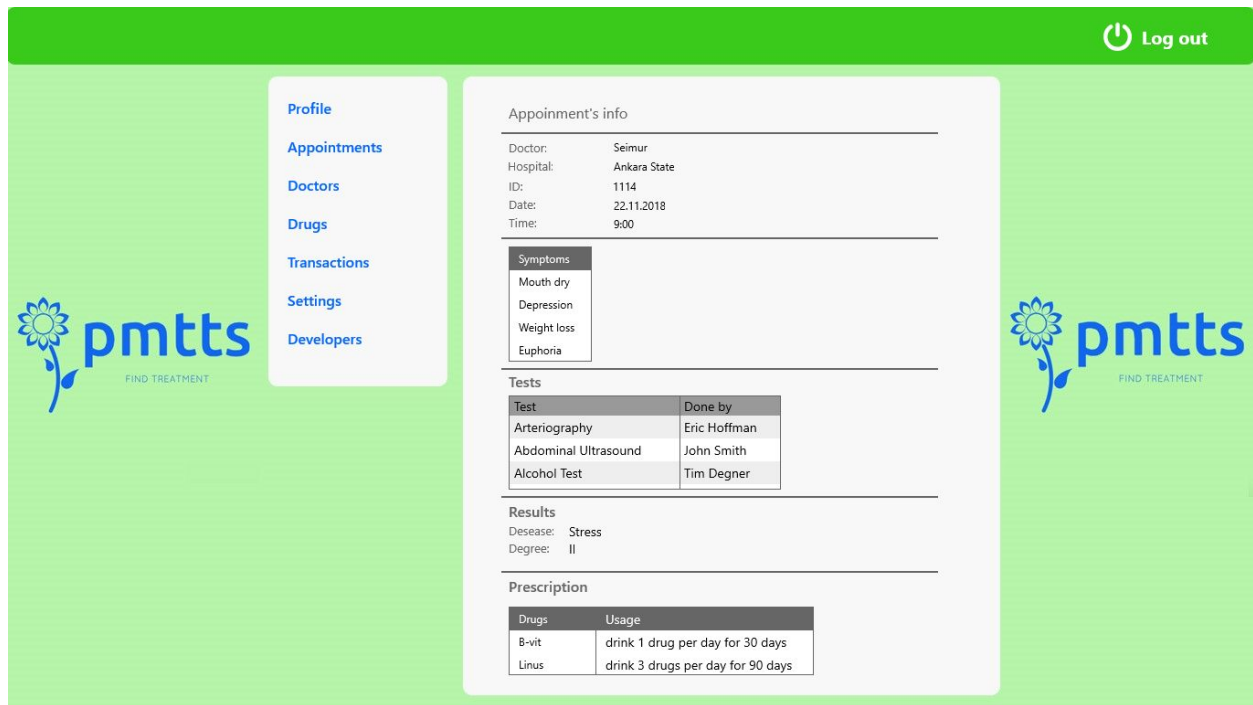 Log out
Profile
Appointments
Doctors
Drugs
Transactions
Settings
Developers
pmtts
FIND TREATMENT
Appoinment's info
Doctor: Seimur
Hospital: Ankara State
ID: 1114
Date: 22.11.2018
Time: 9:00
Symptoms
Mouth dry
Depression
Weight loss
Euphoria
Tests
Test Done by
Arteriography Eric Hoffman
Abdominal Ultrasound John Smith
Alcohol Test Tim Degner
Results
Desease: Stress
Degree: II
Prescription
Drugs Usage
B-vit drink 1 drug per day for 30 days
Linus drink 3 drugs per day for 90 days
pmtts
FIND TREATMENT